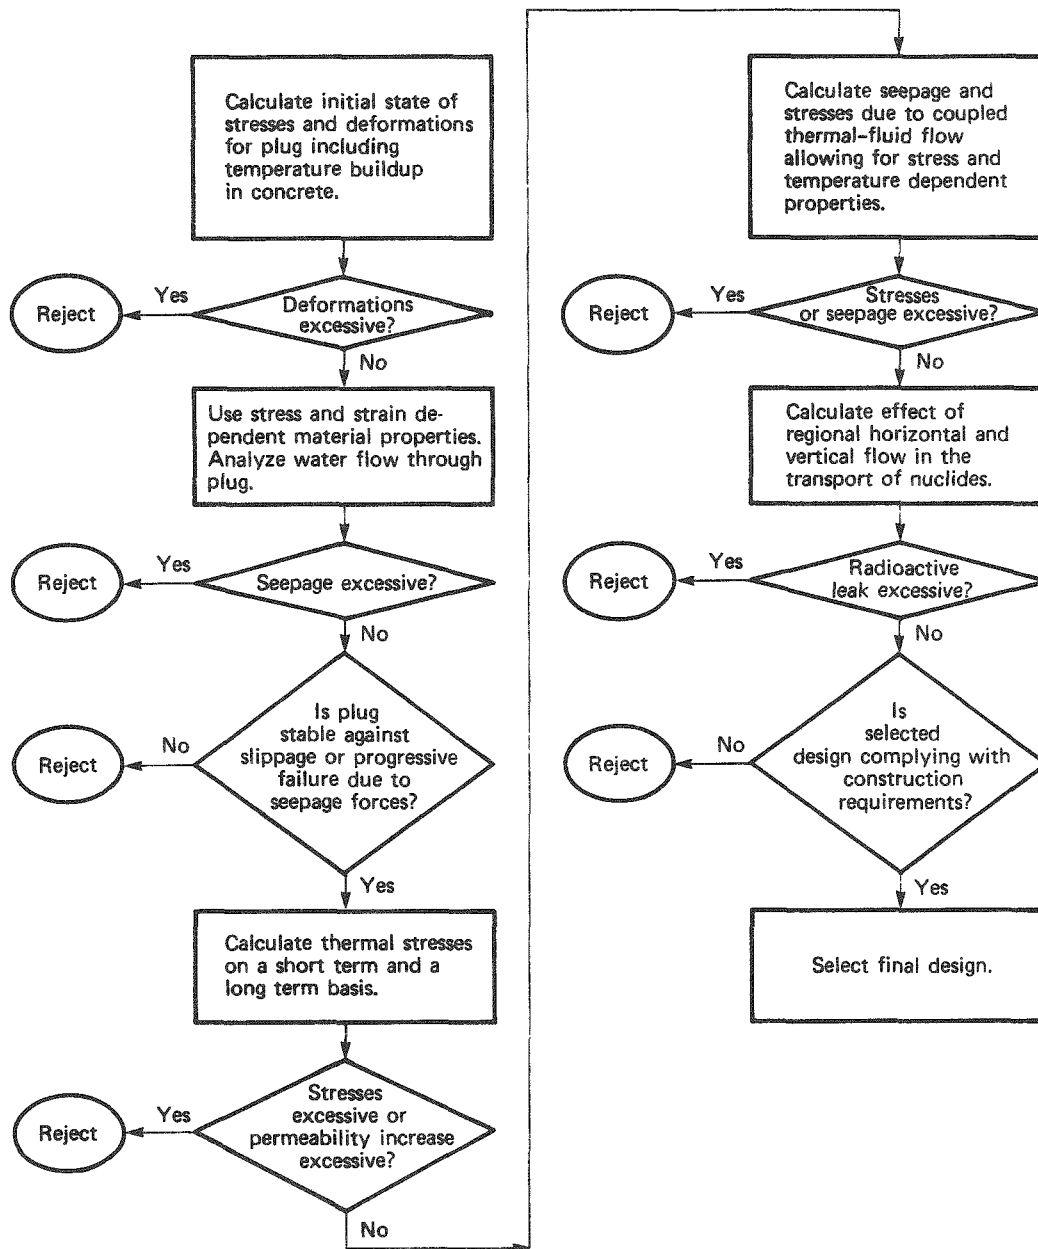 Calculate initial state of
stresses and deformations
for plug including
temperature buildup
in concrete.
Reject
Yes
Deformations
excessive?
No
Use stress and strain de-
pendent material properties.
Analyze water flow through
plug.
Reject
Yes
Seepage excessive?
No
Is plug
stable against
slippage or progressive
failure due to
seepage forces?
Reject
No
Yes
Calculate thermal stresses
on a short term and a
long term basis.
Reject
Yes
Stresses
excessive or
permeability increase
excessive?
No
Calculate seepage and
stresses due to coupled
thermal-fluid flow
allowing for stress and
temperature dependent
properties.
Reject
Yes
Stresses
or seepage excessive?
No
Calculate effect of
regional horizontal and
vertical flow in the
transport of nuclides.
Reject
Yes
Radioactive
leak excessive?
No
Is
selected
design complying with
construction
requirements?
Reject
No
Yes
Select final design.